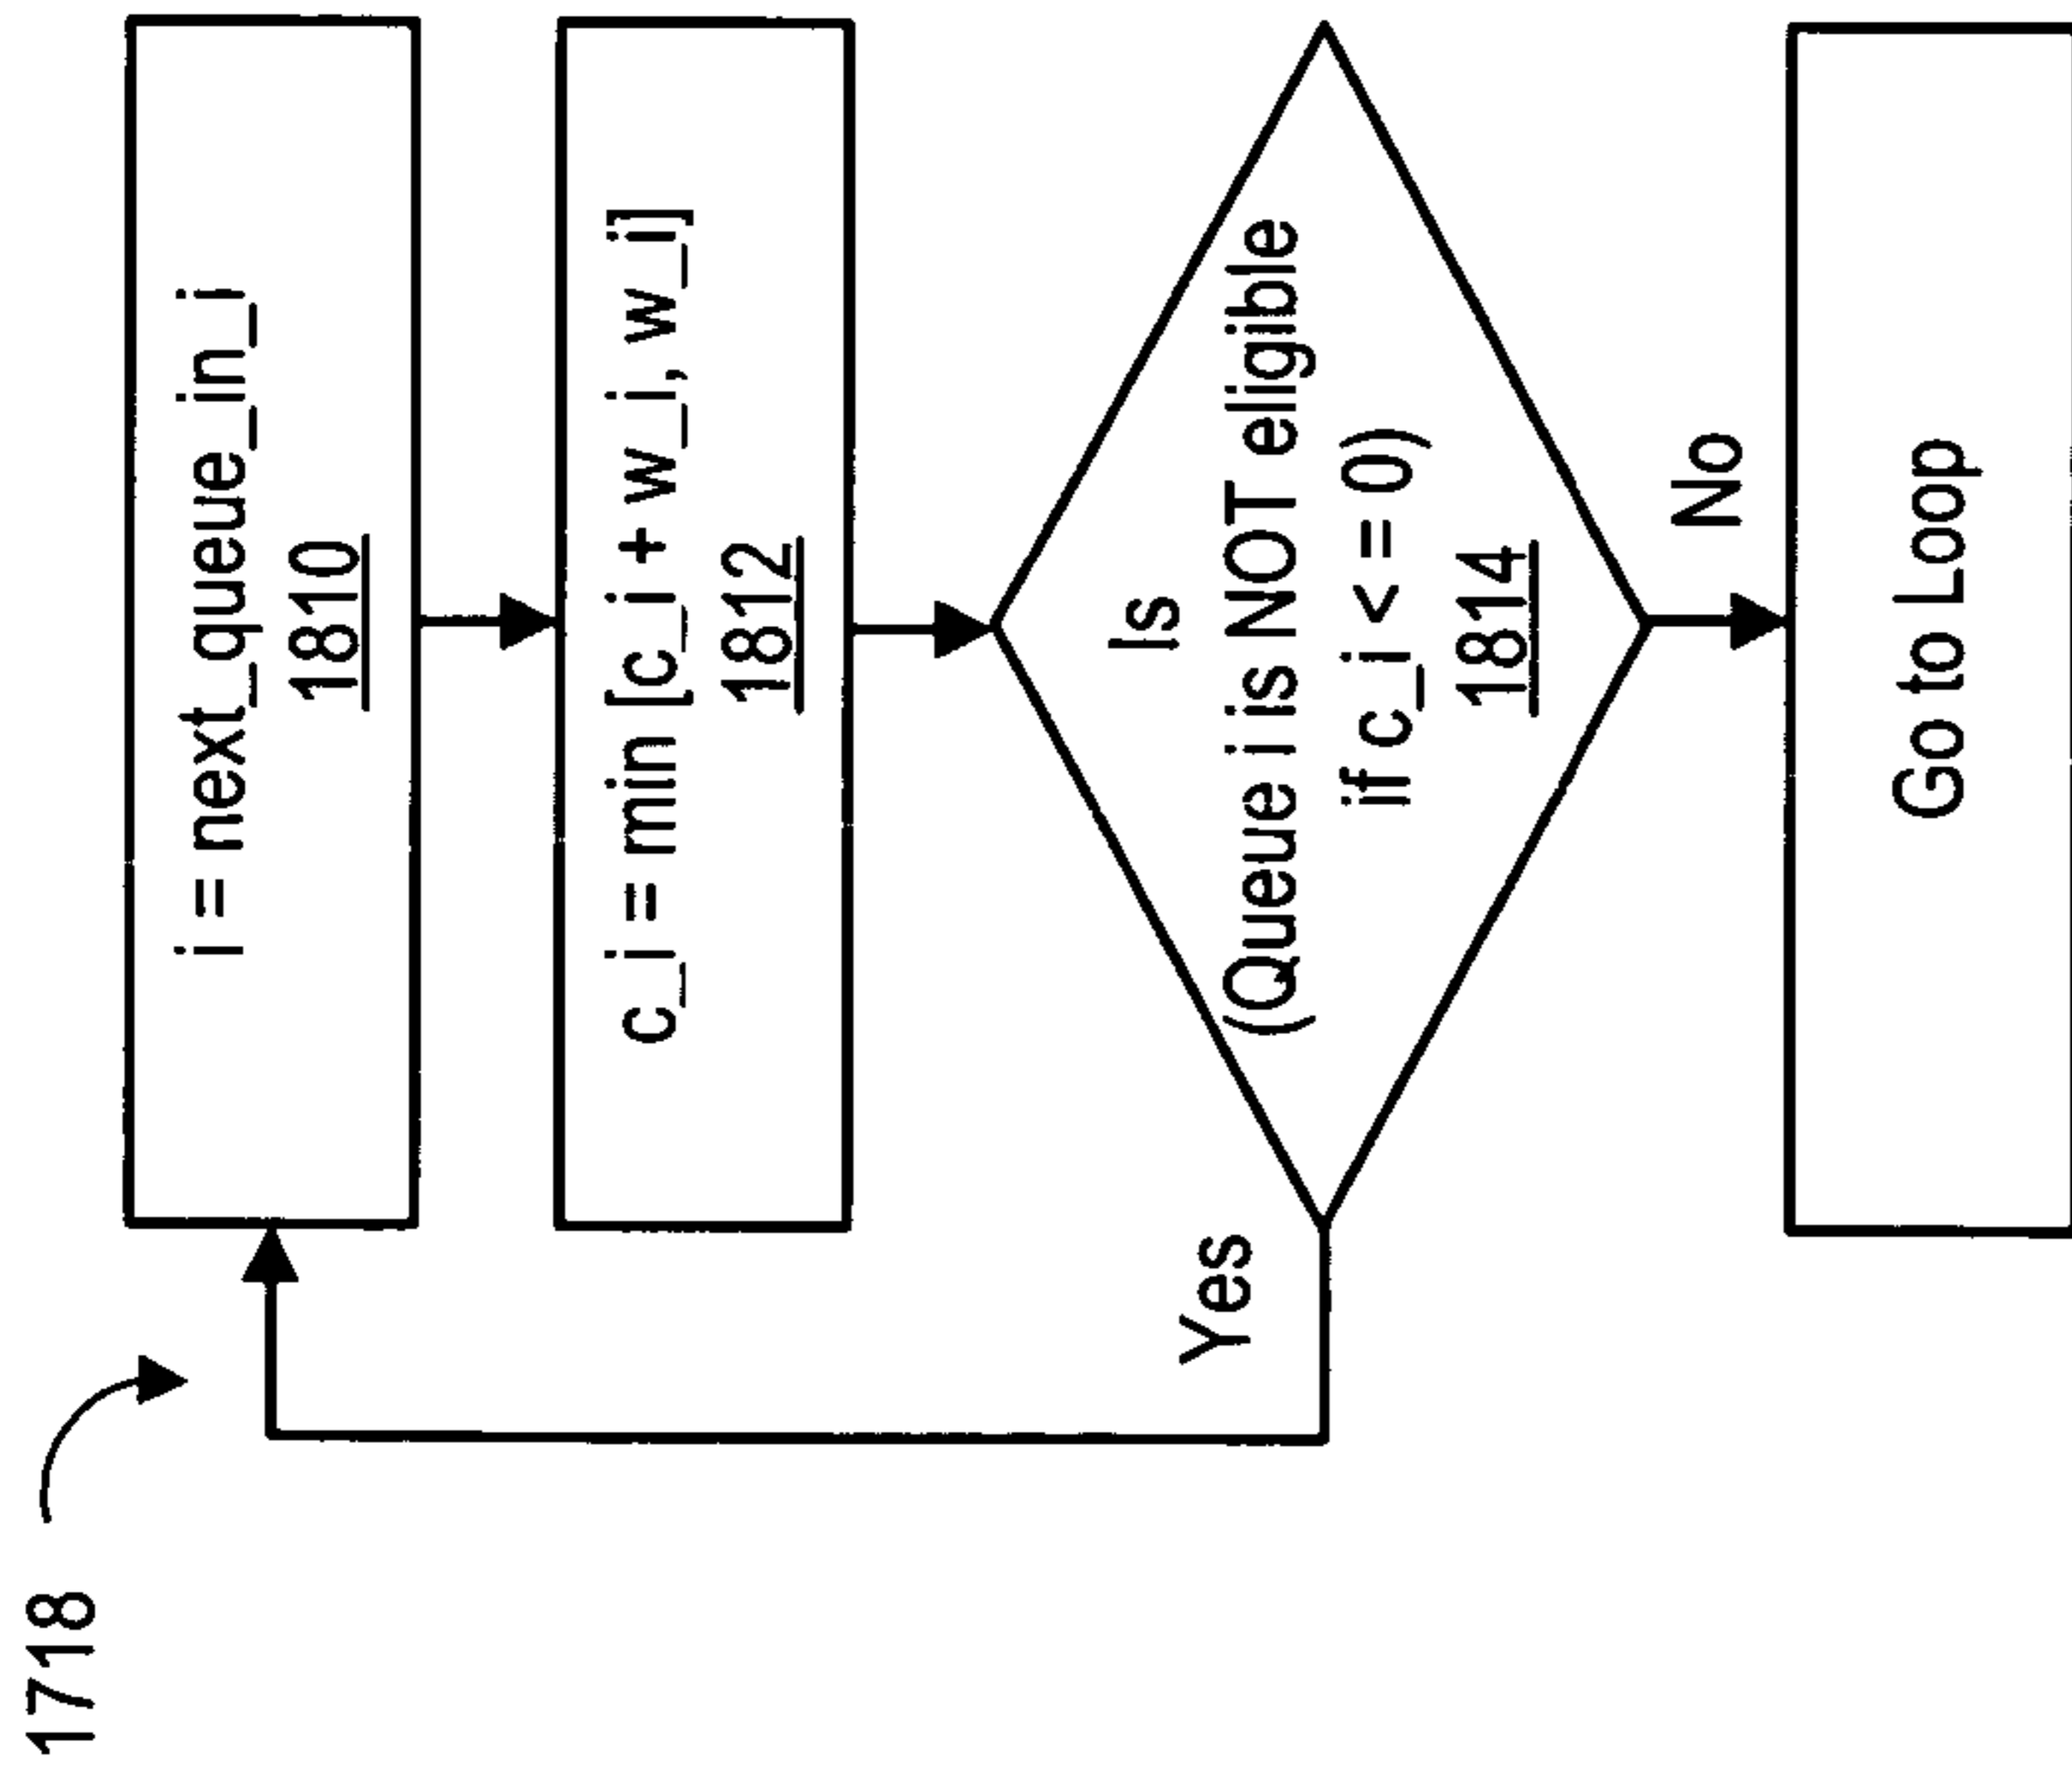 1718
i = next_queue_in_i
1810
c_i = min [c_i + w_i, w_i]
1812
Is
(Queue i is NOT eligible
if c_i < = 0)
1814
Yes
No
Go to Loop